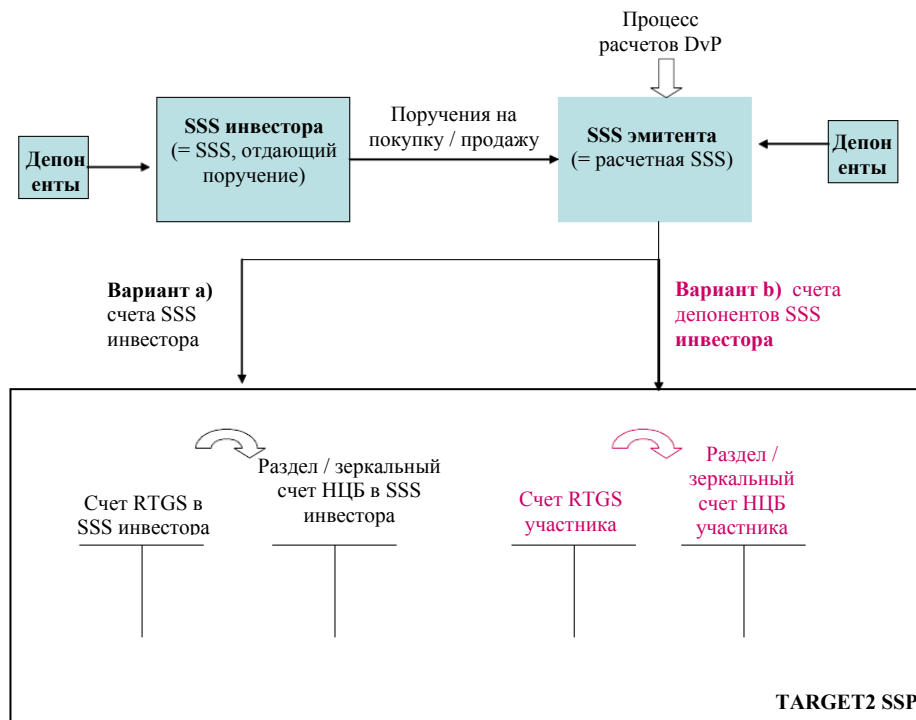 Процесс
расчетов DvP
SSS инвестора
(= SSS, отдающий
поручение)
Поручения на
покупку / продажу
SSS эмитента
(= расчетная SSS)
Депон
енты
Депон
енты
Вариант a)
счета SSS
инвестора
Вариант b) счета
депонентов SSS
инвестора
Счет RTGS в
SSS инвестора
Раздел / зеркальный
счет НЦБ в SSS
инвестора
Счет RTGS
участника
Раздел /
зеркальный
счет НЦБ
участника
TARGET2 SSP